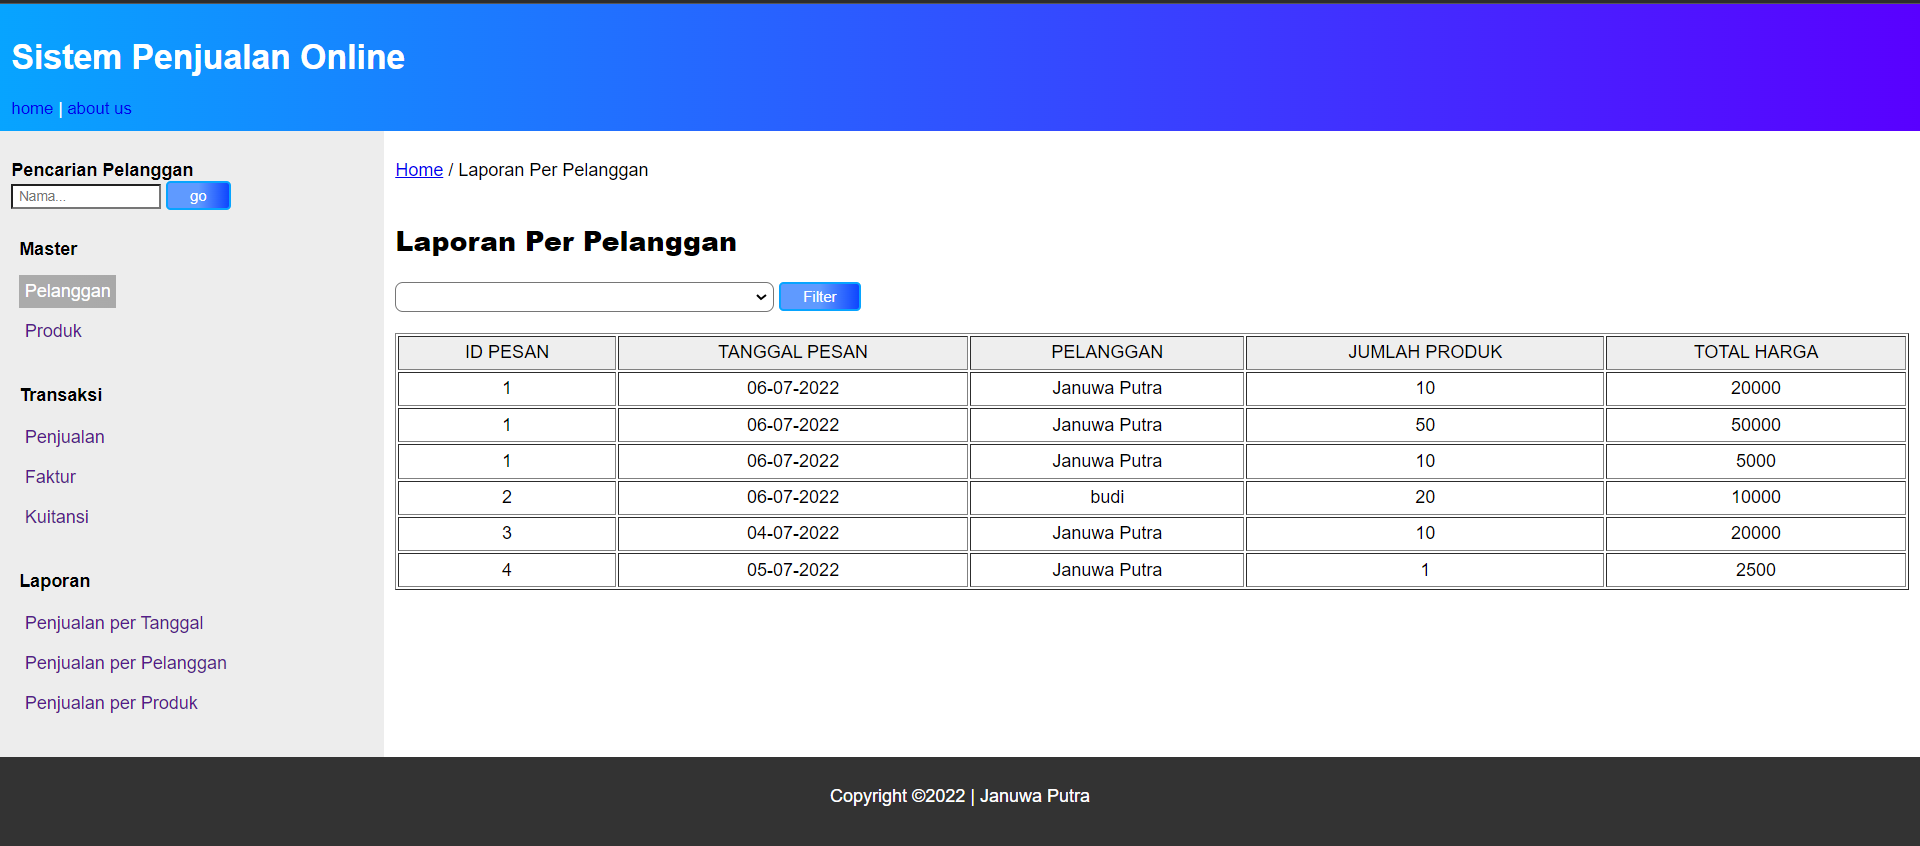 Sistem Penjualan Online
home | about us
Pencarian Pelanggan
Nama... go
Master
Pelanggan
Produk
Transaksi
Penjualan
Faktur
Kuitansi
Laporan
Penjualan per Tanggal
Penjualan per Pelanggan
Penjualan per Produk
Home / Laporan Per Pelanggan
Laporan Per Pelanggan
Filter
ID PESAN TANGGAL PESAN PELANGGAN JUMLAH PRODUK TOTAL HARGA
1 06-07-2022 Januwa Putra 10 20000
1 06-07-2022 Januwa Putra 50 50000
1 06-07-2022 Januwa Putra 10 5000
2 06-07-2022 budi 20 10000
3 04-07-2022 Januwa Putra 10 20000
4 05-07-2022 Januwa Putra 1 2500
Copyright ©2022 | Januwa Putra